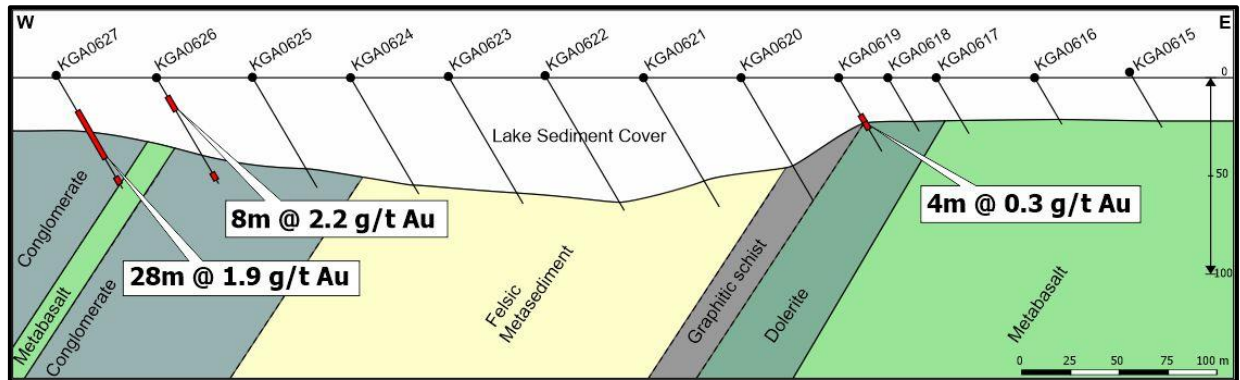 W
E
KGA0627
KGA0626
KGA0625
KGA0624
KGA0623
KGA0622
KGA0621
KGA0620
KGA0619
KGA0618
KGA0617
KGA0616
KGA0615
0
Lake Sediment Cover
50
8m @ 2.2 g/t Au
4m @ 0.3 g/t Au
28m @ 1.9 g/t Au
100
Conglomerate
Metabasalt
Conglomerate
Felsic
Metasediment
Graphitic schist
Dolerite
Metabasalt
0 25 50 75 100 m